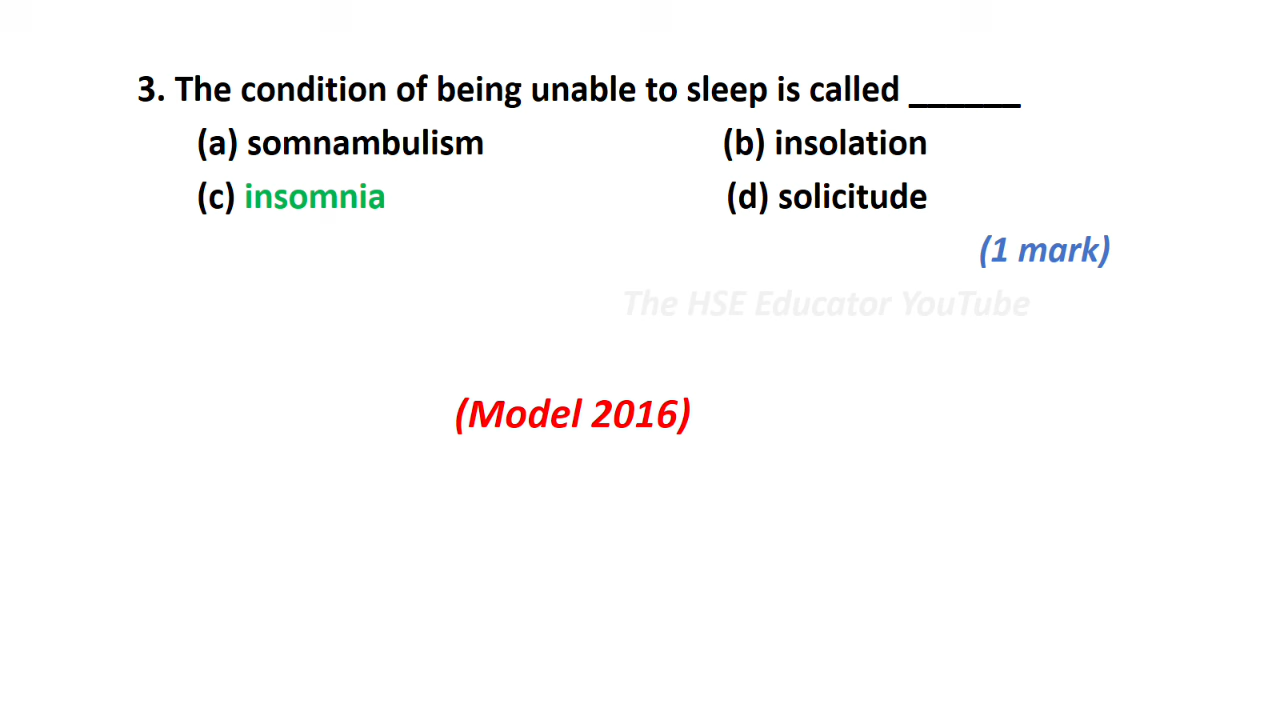 3. The condition of being unable to sleep is called ______
(a) somnambulism (b) insolation
(c) insomnia (d) solicitude
(1 mark)
The HSE Educator YouTube
(Model 2016)